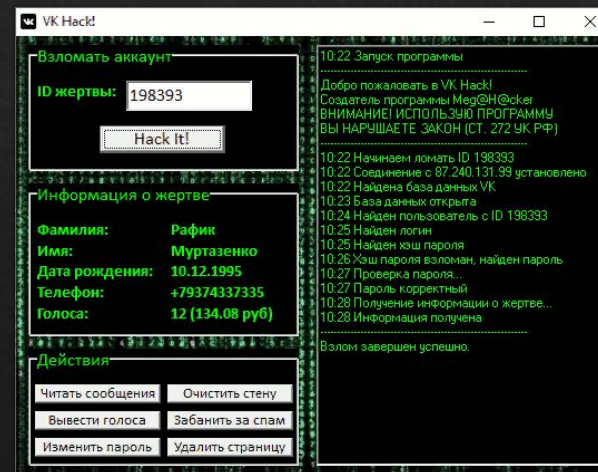 VK Hack!
Взломать аккаунт
ID жертвы: 198393
Hack It!
Информация о жертве
Фамилия: Рафик
Имя: Муртазенко
Дата рождения: 10.12.1995
Телефон: +79374337335
Голоса: 12 (134.08 руб)
Действия
Читать сообщения Очистить стену
Вывести голоса Забанить за спам
Изменить пароль Удалить страницу
10:22 Запуск программы
Добро пожаловать в VK Hack!
Создатель программы Meg@H@cker
ВНИМАНИЕ! ИСПОЛЬЗУЮ ПРОГРАММУ
ВЫ НАРУШАЕТЕ ЗАКОН (СТ. 272 УК РФ)
10:22 Начинаем ломать ID 198393
10:22 Соединение с 87.240.131.99 установлено
10:22 Найдена база данных VK
10:23 База данных открыта
10:24 Найден пользователь с ID 198393
10:25 Найден логин
10:25 Найден хэш пароля
10:26 Хэш пароля взломан, найден пароль
10:27 Проверка пароля...
10:27 Пароль корректный
10:28 Получение информации о жертве...
10:28 Информация получена
Взлом завершен успешно.